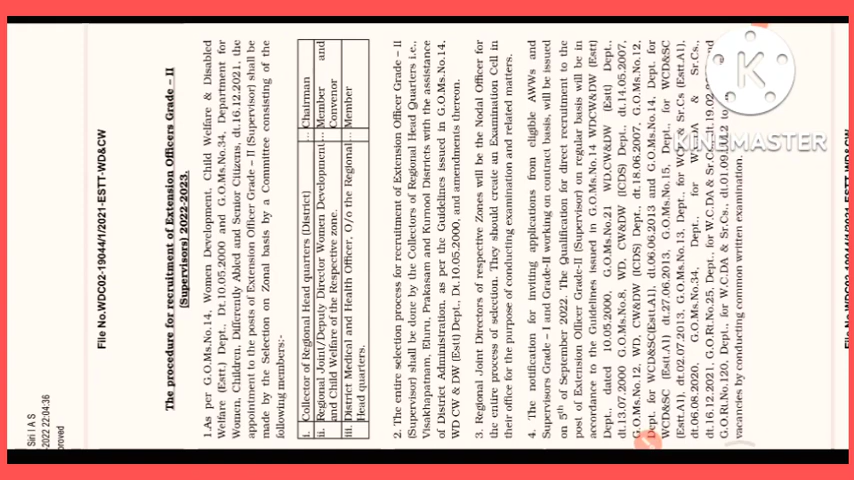 Siri I A S
-2022 22:04:36
proved
File No.WDC02-19044/1/2021-ESTT-WD&CW
The procedure for recruitment of Extension Officers Grade – II
(Supervisors) 2022-2023.
1.As per G.O.Ms.No.14, Women Development, Child Welfare & Disabled
Welfare (Estt.) Dept., Dt.10.05.2000 and G.O.Ms.No.34, Department for
Women, Children, Differently Abled and Senior Citizens, dt.16.12.2021, the
appointment to the posts of Extension Officer Grade – II (Supervisor) shall be
made by the Selection on Zonal basis by a Committee consisting of the
following members:-
i. Collector of Regional Head quarters (District) ... Chairman
ii. Regional Joint/Deputy Director Women Development ... Member and
and Child Welfare of the Respective zone. Convenor
iii. District Medical and Health Officer, O/o the Regional ... Member
Head quarters.
2. The entire selection process for recruitment of Extension Officer Grade – II
(Supervisor) shall be done by the Collectors of Regional Head Quarters i.e.,
Visakhapatnam, Eluru, Prakosam and Kurnool Districts with the assistance
of District Administration, as per the Guidelines issued in G.O.Ms.No.14.
WD CW & DW (Estt) Dept., Dt.10.05.2000, and amendments thereon.
3. Regional Joint Directors of respective Zones will be the Nodal Officer for
the entire process of selection. They should create an Examination Cell in
their office for the purpose of conducting examination and related matters.
4. The notification for inviting applications from eligible AWWs and
Supervisors Grade – I and Grade-II working on contract basis, will be issued
on 5th of September 2022. The Qualification for direct recruitment to the
post of Extension Officer Grade-II (Supervisor) on regular basis will be in
accordance to the Guidelines issued in G.O.Ms.No.14 WDCW&DW (Estt)
Dept., dated 10.05.2000, G.O.Ms.No.21 WD,CW&DW (Estt) Dept.,
dt.13.07.2000 G.O.Ms.No.8, WD, CW&DW (ICDS) Dept., dt.14.05.2007,
G.O.Ms.No.12, WD, CW&DW (ICDS) Dept., dt.18.06.2007, G.O.Ms.No.12,
Dept. for WCD&SC(Estt.A1), dt.06.06.2013 and G.O.Ms.No.14, Dept. for
WCD&SC (Estt.A1) dt.27.06.2013, G.O.Ms.No.15, Dept., for WCD&SC
(Estt.A1), dt.02.07.2013, G.O.Ms.No.13, Dept., for & Sr.Cs (Estt.A1),
dt.06.08.2020, G.O.Ms.No.34, Dept., for & Sr.Cs.,
dt.16.12.2021, G.O.Rt.No.25, Dept., for W.C.DA & Sr.C
G.O.Rt.No.120, Dept., for W.C.DA & Sr.Cs., to
vacancies by conducting common written examination.
K
KINEMASTER